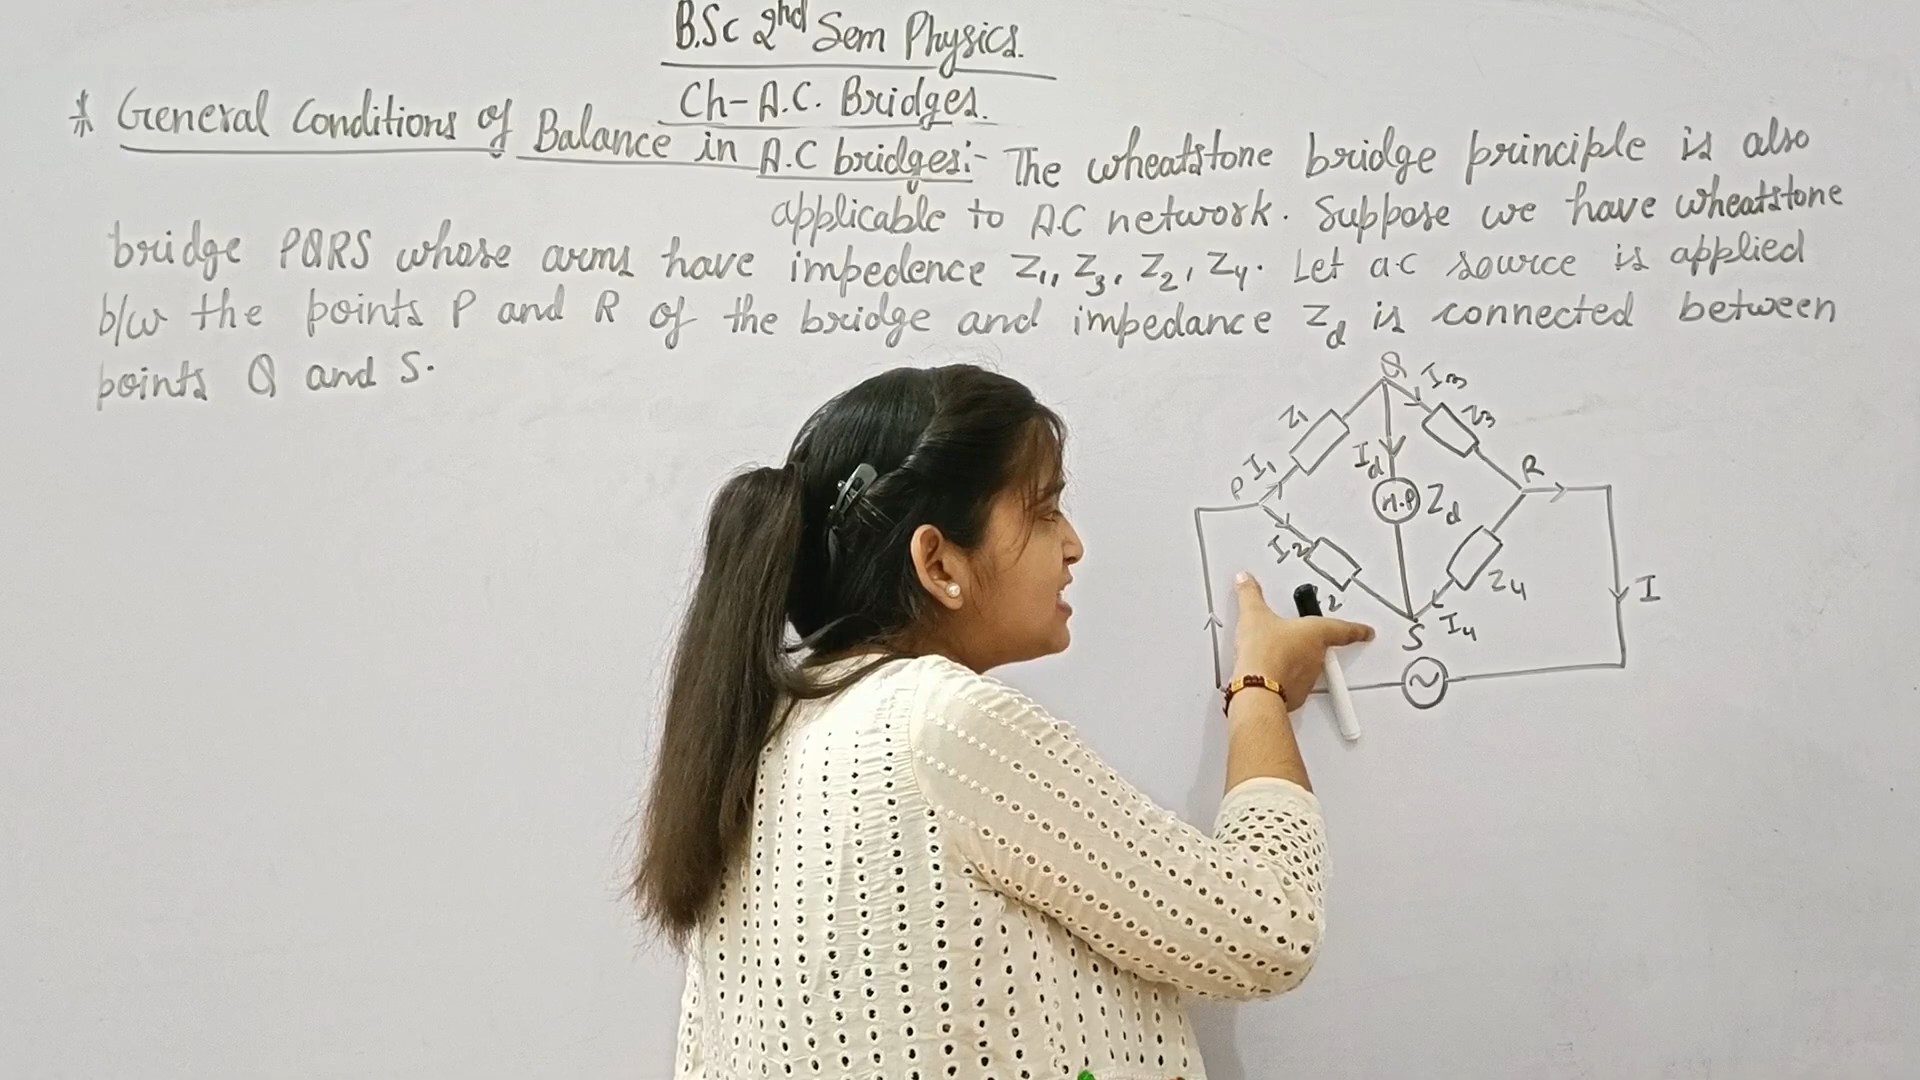 B.Sc 2nd Sem Physics.
Ch-A.C. Bridges.
* General Conditions of Balance in A.C bridges:- The wheatstone bridge principle is also
applicable to A.C network. Suppose we have wheatstone
bridge PQRS whose arms have impedence Z1, Z3, Z2, Z4. Let a.c source is applied
b/w the points P and R of the bridge and impedance Zd is connected between
points Q and S.
Q
I3
Z1
Z3
I1
Id
P
R
H.P
Zd
I2
2
Z4
I
S
I4
~